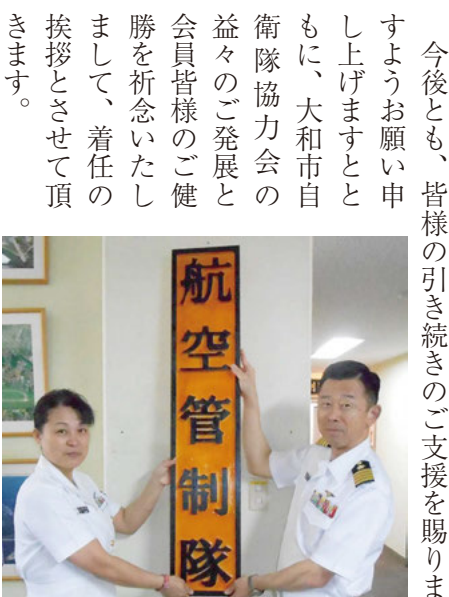 今後とも、皆様の引き続きのご支援を賜りま
すようお願い申
し上げますとと
もに、大和市自
衛隊協力会の
益々のご発展と
会員皆様のご健
勝を祈念いたし
まして、着任の
挨拶とさせて頂
きます。
航空管制隊